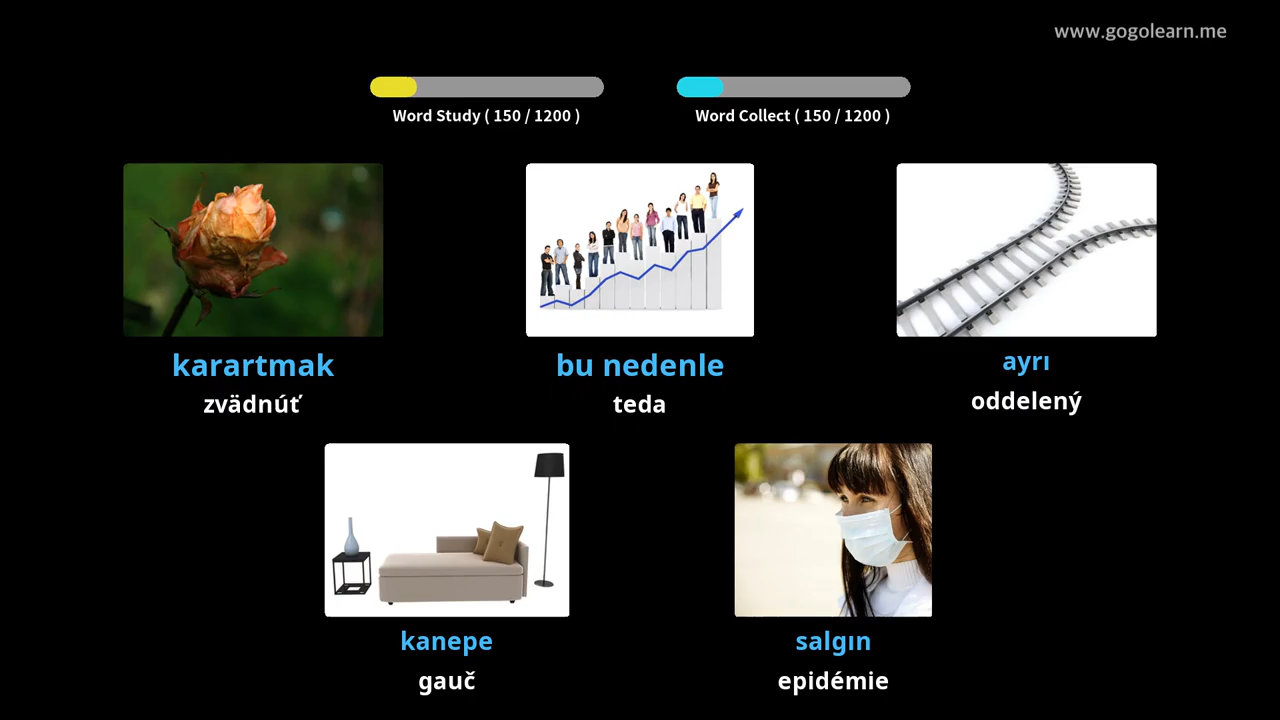 www.gogolearn.me
Word Study ( 150 / 1200 )
Word Collect ( 150 / 1200 )
karartmak
zvädnúť
bu nedenle
teda
ayrı
oddelený
kanepe
gauč
salgın
epidémie